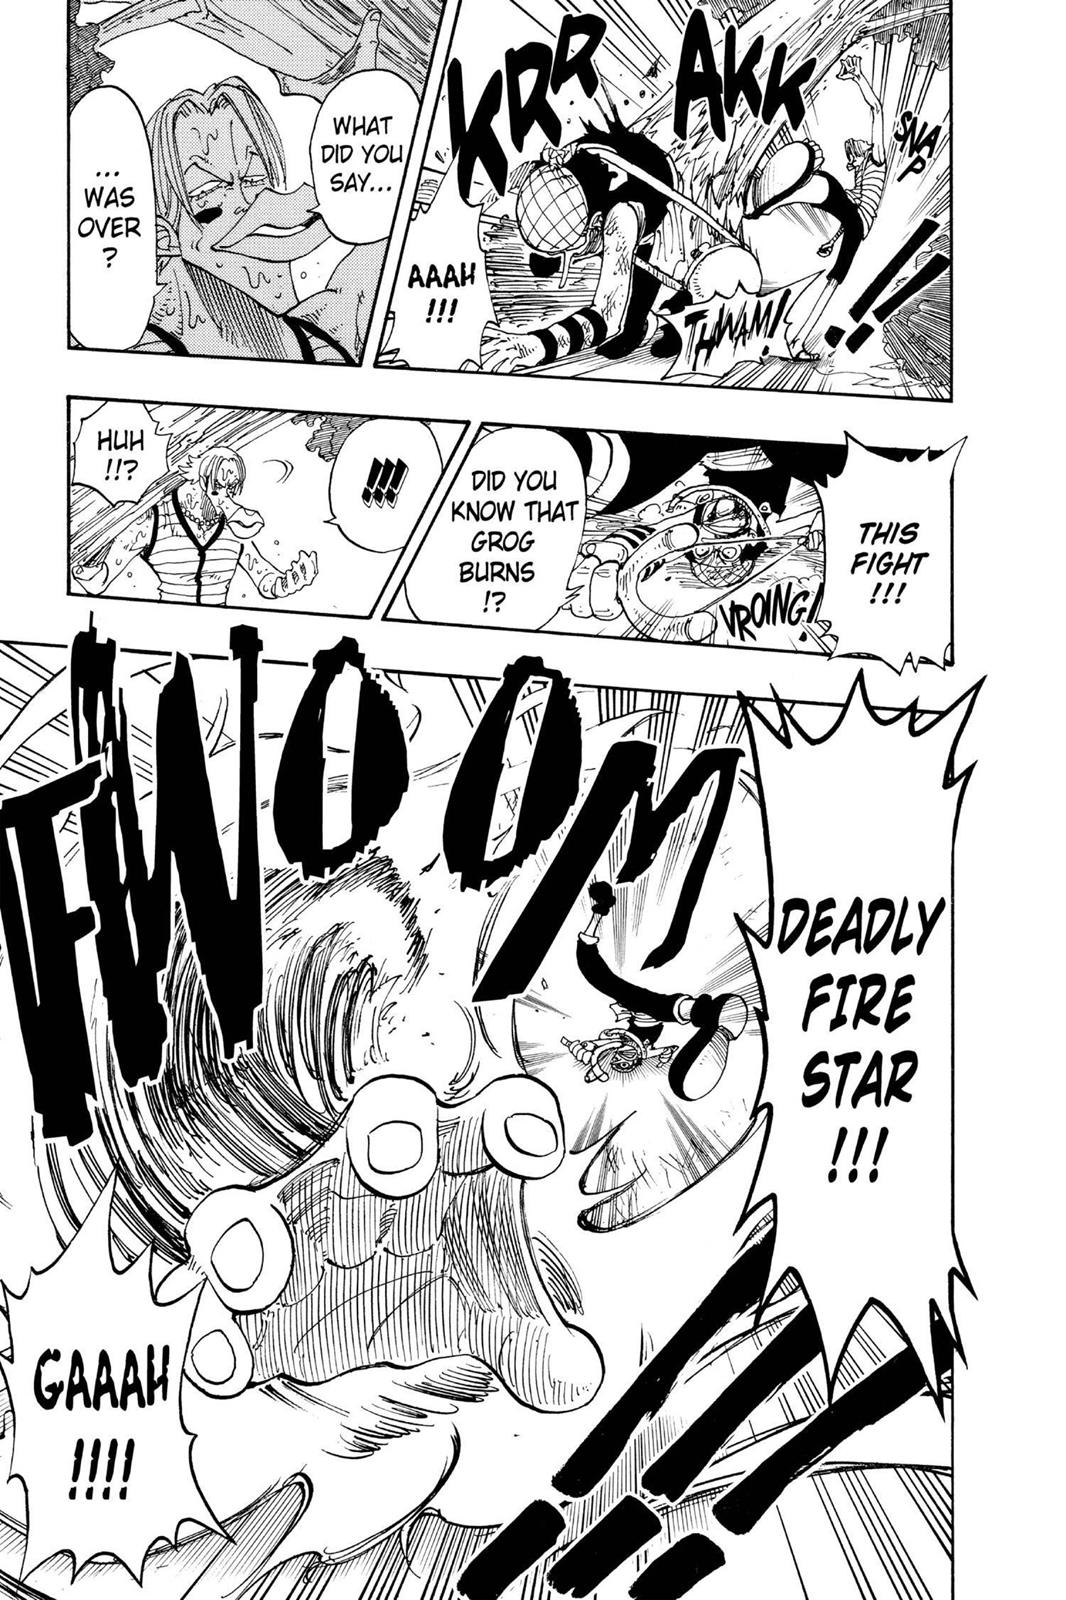 KRR
AKK
SNAP
AAAH
!!!
THWAM!
!!
WHAT
DID YOU
SAY...
...
WAS
OVER
?
THIS
FIGHT
!!!
VROING!
DID YOU
KNOW THAT
GROG
BURNS
!?
!!!
HUH
!!?
DEADLY
FIRE
STAR
!!!
FWOOM
!!!
GAAAH
!!!!